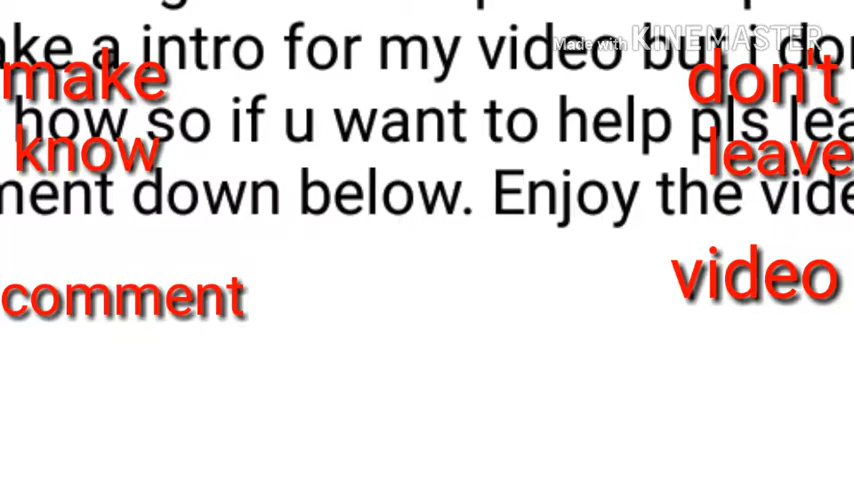 ake a intro for my video but i don
make don't
how so if u want to help pls lea
know leave
ment down below. Enjoy the vide
comment video
Made with KINEMASTER